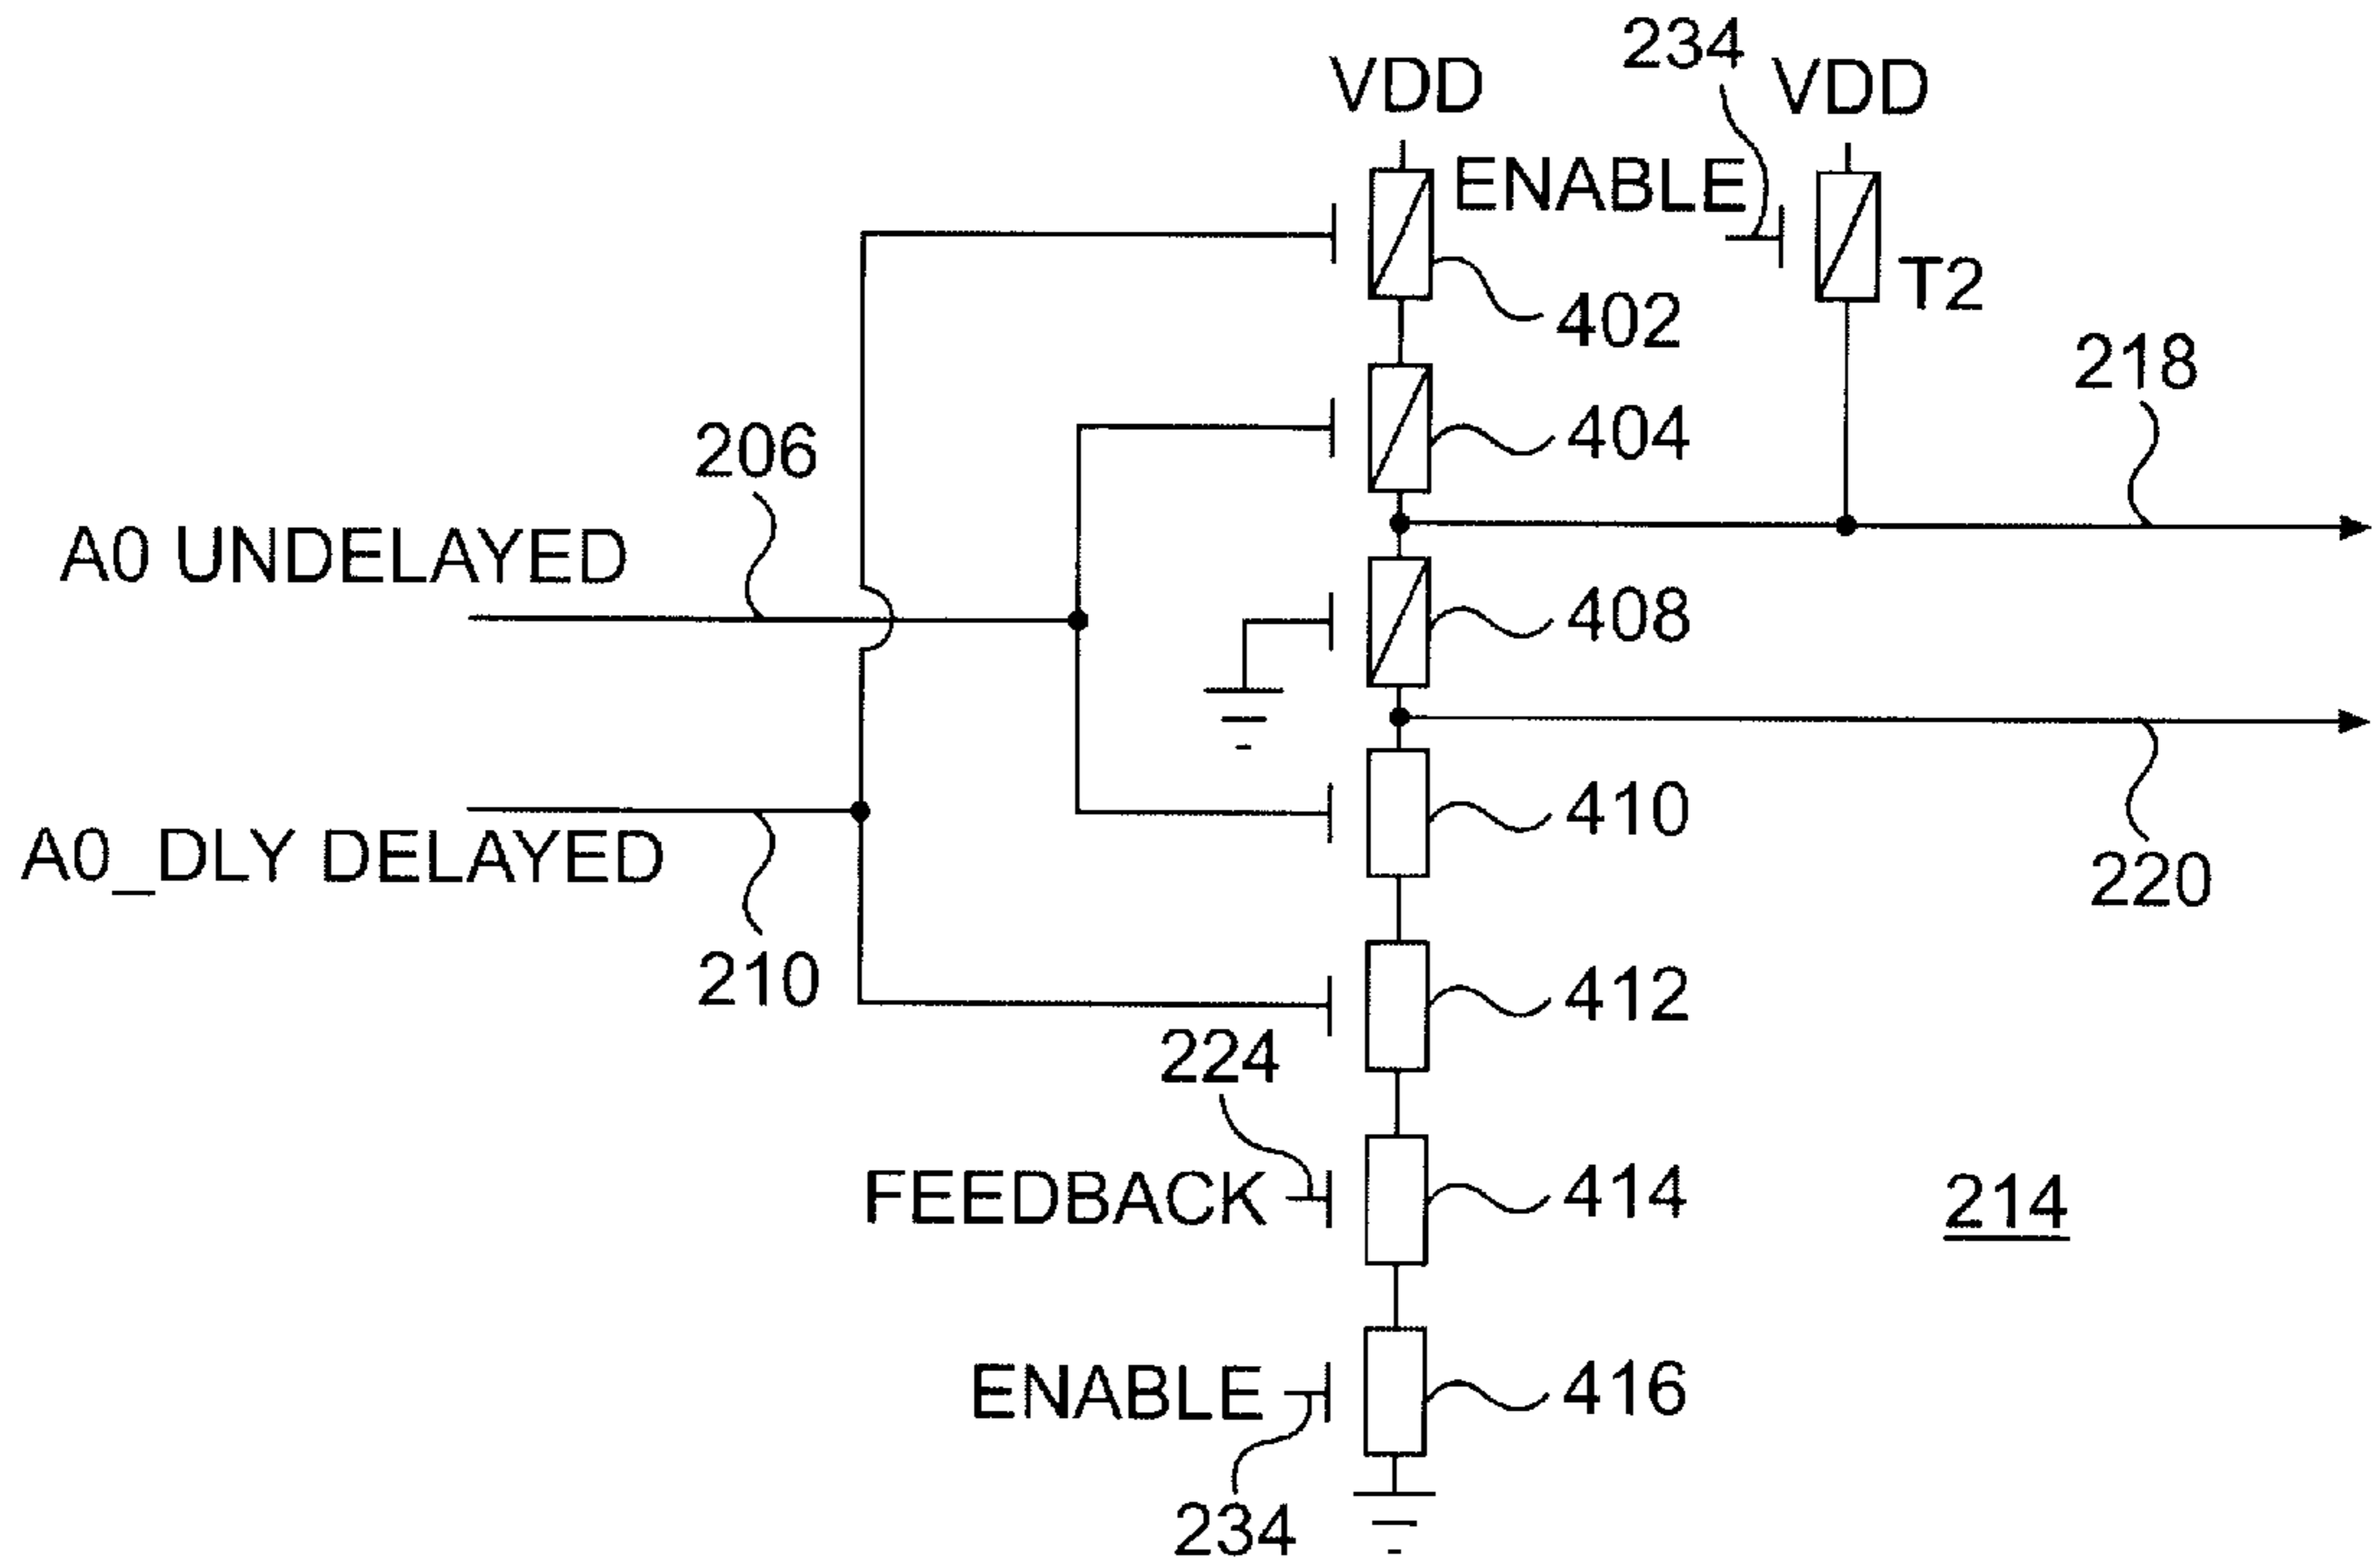 234
VDD
VDD
ENABLE
T2
402
218
404
206
A0 UNDELAYED
408
410
A0_DLY DELAYED
220
210
412
224
FEEDBACK
414
214
ENABLE
416
234